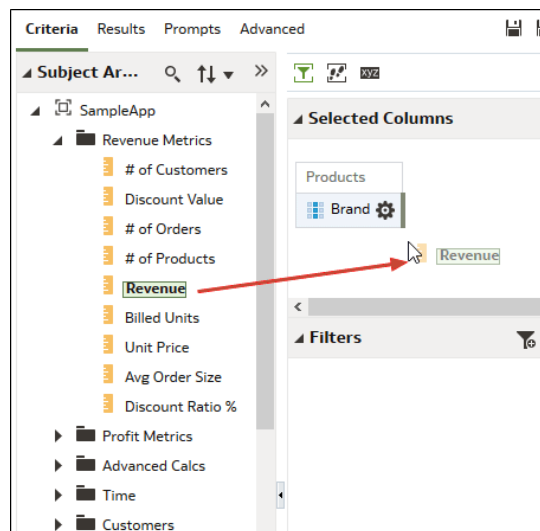 Criteria Results Prompts Advanced
Subject Ar...
xyz
SampleApp
Revenue Metrics
# of Customers
Discount Value
# of Orders
# of Products
Revenue
Billed Units
Unit Price
Avg Order Size
Discount Ratio %
Profit Metrics
Advanced Calcs
Time
Customers
Selected Columns
Products
Brand
Revenue
Filters